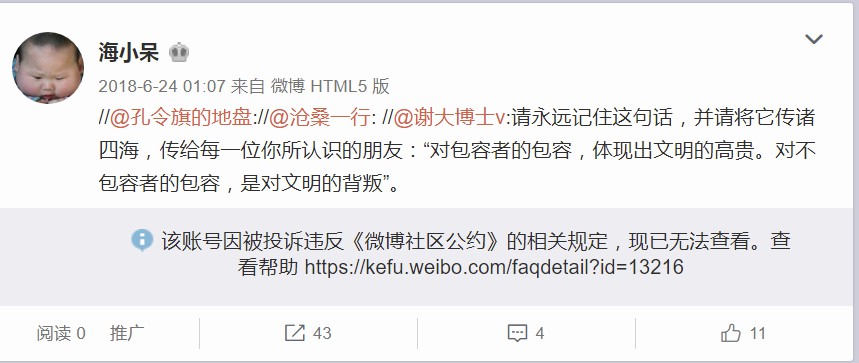 海小呆
2018-6-24 01:07 来自 微博 HTML5 版
//@孔令旗的地盘://@沧桑一行: //@谢大博士v:请永远记住这句话，并请将它传诸
四海，传给每一位你所认识的朋友：“对包容者的包容，体现出文明的高贵。对不
包容者的包容，是对文明的背叛”。
该账号因被投诉违反《微博社区公约》的相关规定，现已无法查看。查
看帮助 https://kefu.weibo.com/faqdetail?id=13216
阅读 0 推广 43 4 11